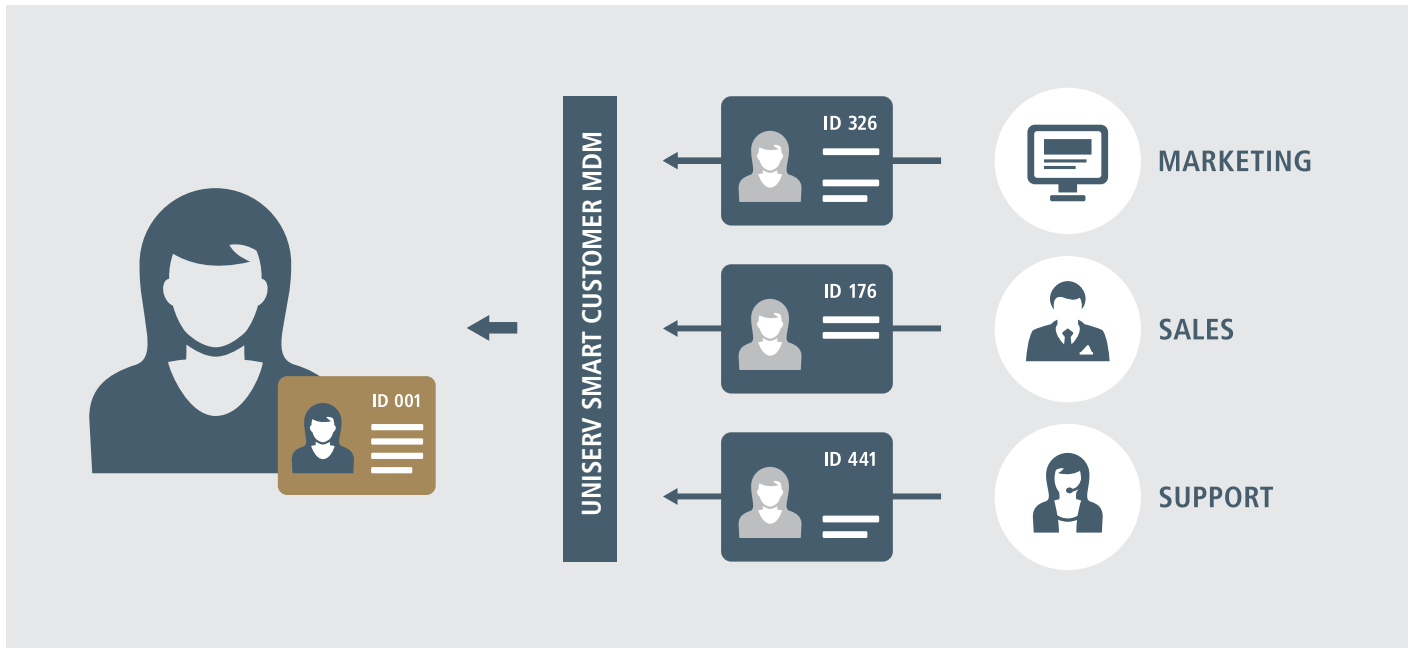 UNISERV SMART CUSTOMER MDM
ID 326
MARKETING
ID 176
SALES
ID 001
ID 441
SUPPORT